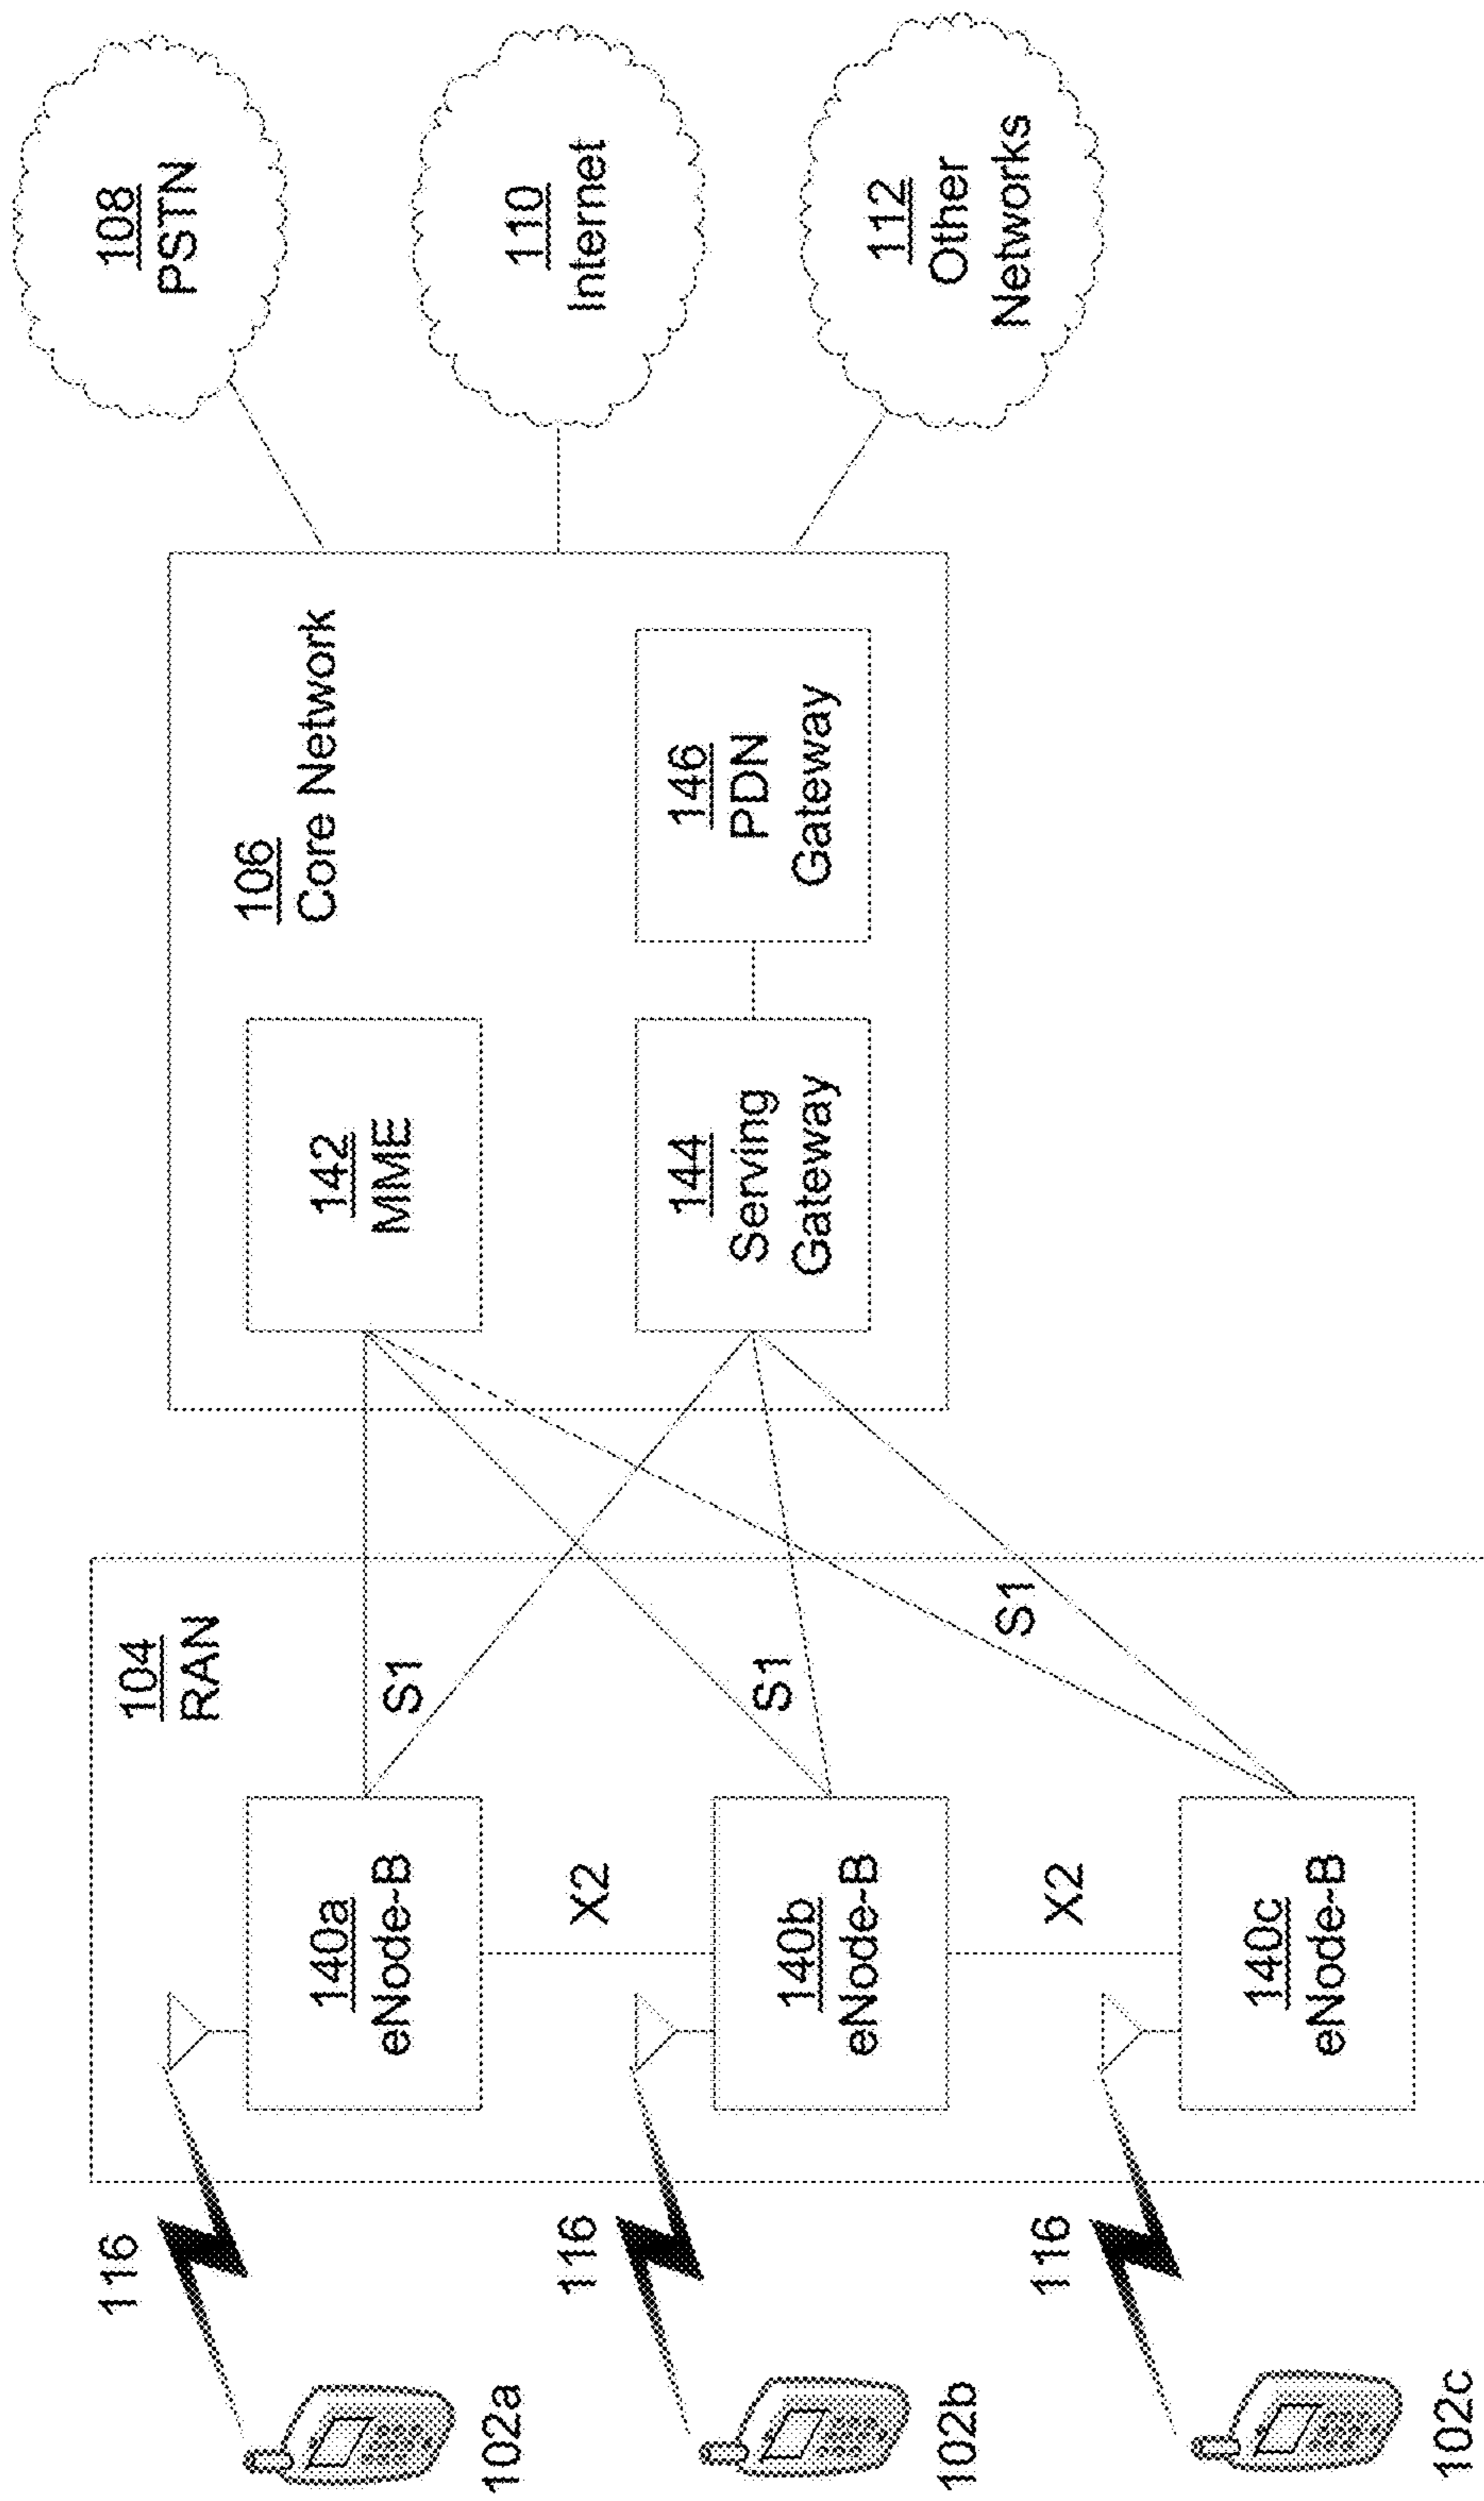 116
102a
116
102b
116
102c
104
RAN
140a
eNode-B
X2
140b
eNode-B
X2
140c
eNode-B
S1
S1
S1
106
Core Network
142
MME
144
Serving
Gateway
146
PDN
Gateway
108
PSTN
110
Internet
112
Other
Networks